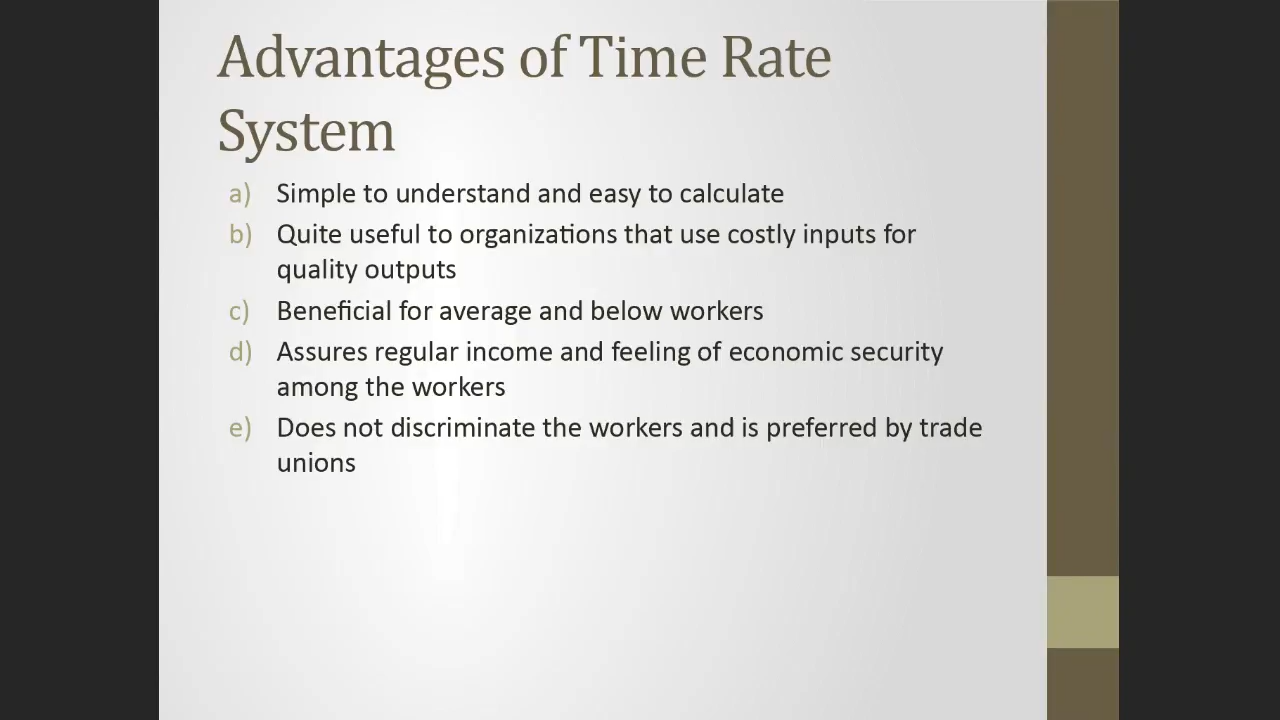 Advantages of Time Rate
System
a) Simple to understand and easy to calculate
b) Quite useful to organizations that use costly inputs for
quality outputs
c) Beneficial for average and below workers
d) Assures regular income and feeling of economic security
among the workers
e) Does not discriminate the workers and is preferred by trade
unions